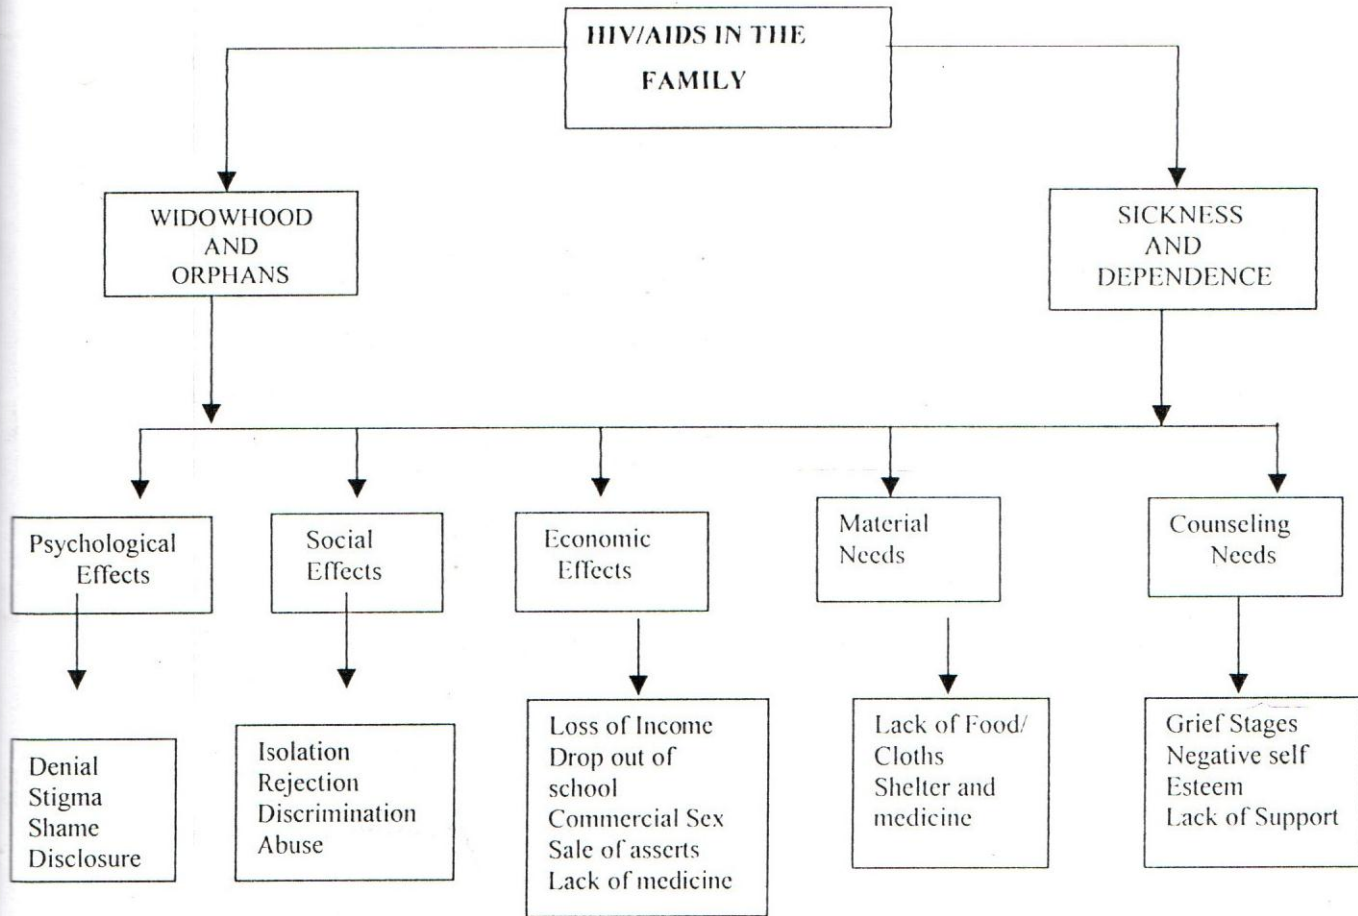 HIV/AIDS IN THE
FAMILY
WIDOWHOOD
AND
ORPHANS
SICKNESS
AND
DEPENDENCE
Psychological
Effects
Social
Effects
Economic
Effects
Material
Needs
Counseling
Needs
Denial
Stigma
Shame
Disclosure
Isolation
Rejection
Discrimination
Abuse
Loss of Income
Drop out of
school
Commercial Sex
Sale of asserts
Lack of medicine
Lack of Food/
Cloths
Shelter and
medicine
Grief Stages
Negative self
Esteem
Lack of Support